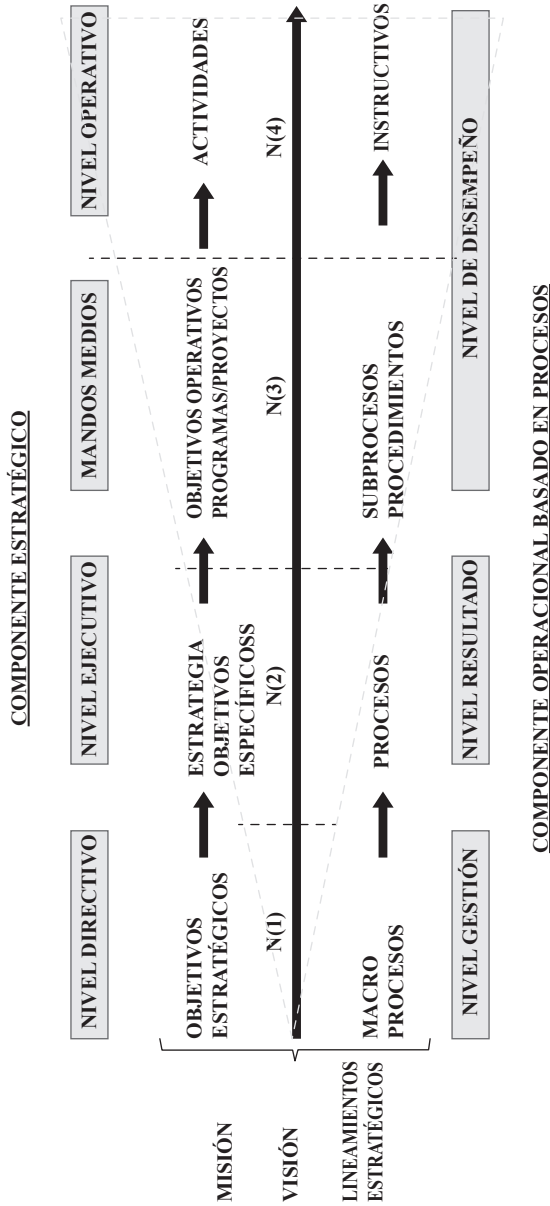 COMPONENTE ESTRATÉGICO
NIVEL DIRECTIVO
NIVEL EJECUTIVO
MANDOS MEDIOS
NIVEL OPERATIVO
MISIÓN
VISIÓN
LINEAMIENTOS
ESTRATÉGICOS
OBJETIVOS
ESTRATÉGICOS
ESTRATEGIA
OBJETIVOS
ESPECÍFICOSS
OBJETIVOS OPERATIVOS
PROGRAMAS/PROYECTOS
ACTIVIDADES
N(1)
N(2)
N(3)
N(4)
MACRO
PROCESOS
PROCESOS
SUBPROCESOS
PROCEDIMIENTOS
INSTRUCTIVOS
NIVEL GESTIÓN
NIVEL RESULTADO
NIVEL DE DESEMPEÑO
COMPONENTE OPERACIONAL BASADO EN PROCESOS